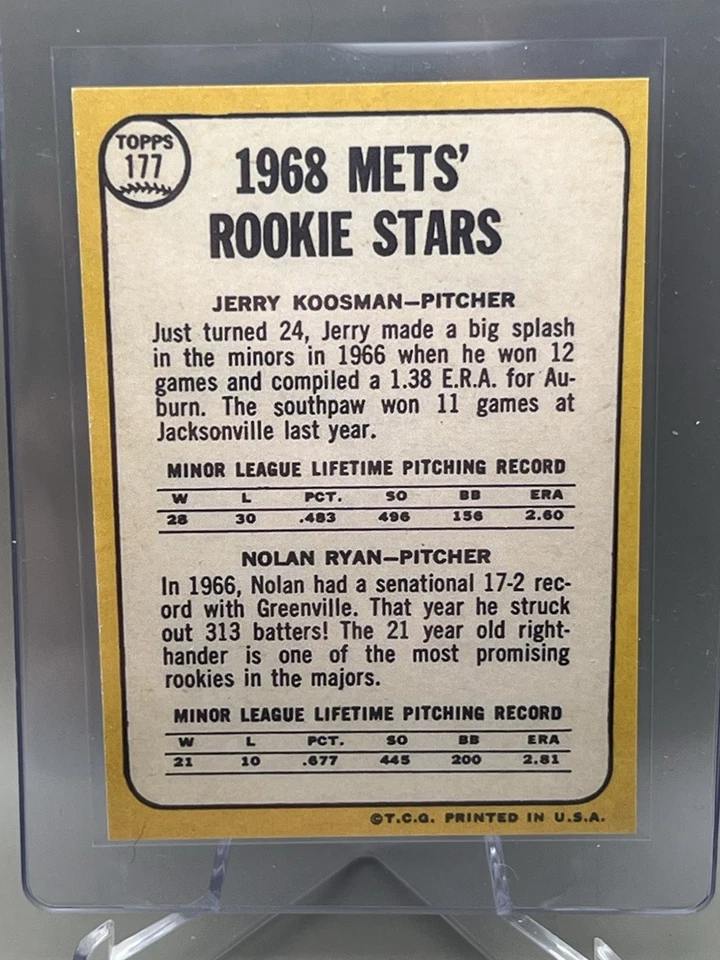 TOPPS
177
1968 METS'
ROOKIE STARS
JERRY KOOSMAN—PITCHER
Just turned 24, Jerry made a big splash
in the minors in 1966 when he won 12
games and compiled a 1.38 E.R.A. for Au-
burn. The southpaw won 11 games at
Jacksonville last year.
MINOR LEAGUE LIFETIME PITCHING RECORD
W L PCT. SO BB ERA
28 30 .483 496 156 2.60
NOLAN RYAN—PITCHER
In 1966, Nolan had a senational 17-2 rec-
ord with Greenville. That year he struck
out 313 batters! The 21 year old right-
hander is one of the most promising
rookies in the majors.
MINOR LEAGUE LIFETIME PITCHING RECORD
W L PCT. SO BB ERA
21 10 .677 445 200 2.81
©T.C.G. PRINTED IN U.S.A.